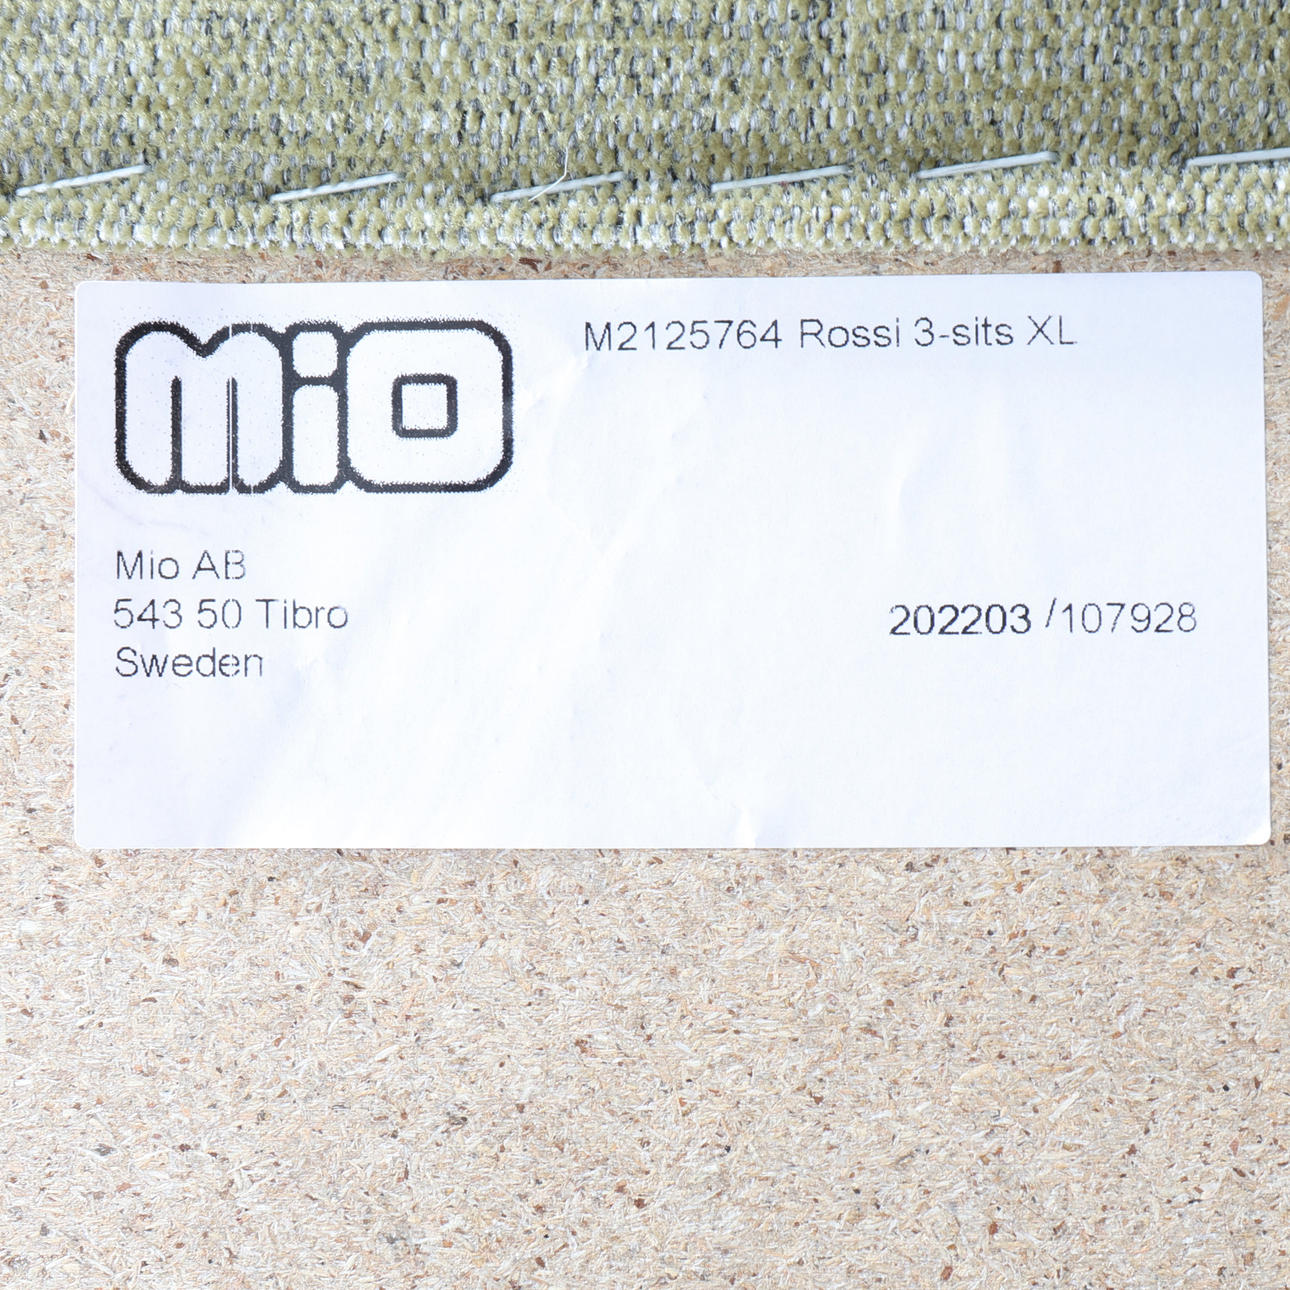 mio
M2125764 Rossi 3-sits XL
Mio AB
543 50 Tibro
Sweden
202203 /107928